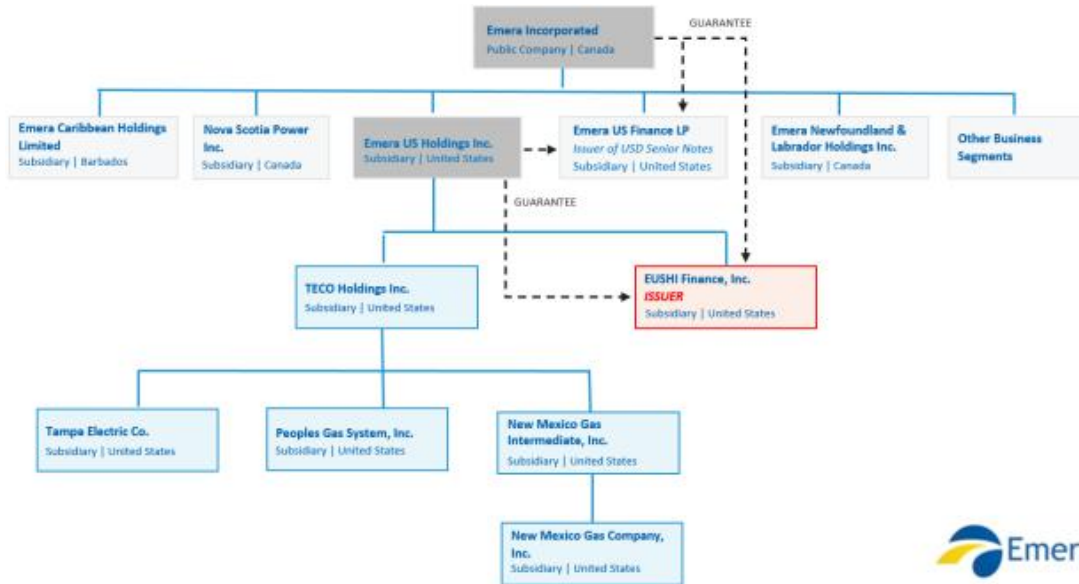 GUARANTEE
Emera Incorporated
Public Company | Canada
Emera Caribbean Holdings
Limited
Subsidiary | Barbados
Nova Scotia Power
Inc.
Subsidiary | Canada
Emera US Holdings Inc.
Subsidiary | United States
Emera US Finance LP
Issuer of USD Senior Notes
Subsidiary | United States
Emera Newfoundland &
Labrador Holdings Inc.
Subsidiary | Canada
Other Business
Segments
GUARANTEE
TECO Holdings Inc.
Subsidiary | United States
EUSHI Finance, Inc.
ISSUER
Subsidiary | United States
Tampa Electric Co.
Subsidiary | United States
Peoples Gas System, Inc.
Subsidiary | United States
New Mexico Gas
Intermediate, Inc.
Subsidiary | United States
New Mexico Gas Company,
Inc.
Subsidiary | United States
Emer